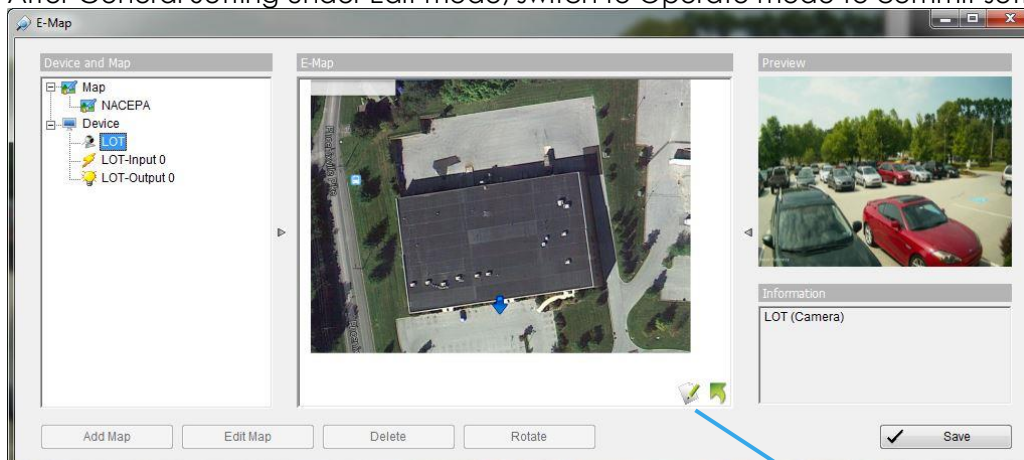 After General Setting under Edit mode, switch to Operate mode to commit
E-Map
Device and Map
Map
NACEPA
Device
LOT
LOT-Input 0
LOT-Output 0
E-Map
Preview
Information
LOT (Camera)
Add Map
Edit Map
Delete
Rotate
Save